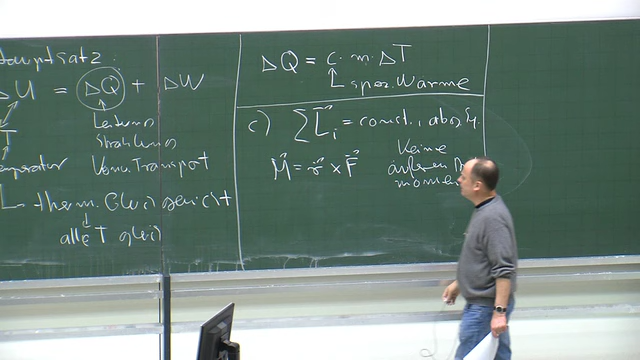 Hauptsatz:
ΔU = ΔQ + ΔW
T
Leitung
Strahlung
Konv. Transport
therm. Gleichgewicht
alle T gleich
ΔQ = c · m · ΔT
spez. Wärme
c) Σ L⃗i = const., abg. Sy.
M⃗ = r⃗ × F⃗
Keine
äußeren
momente